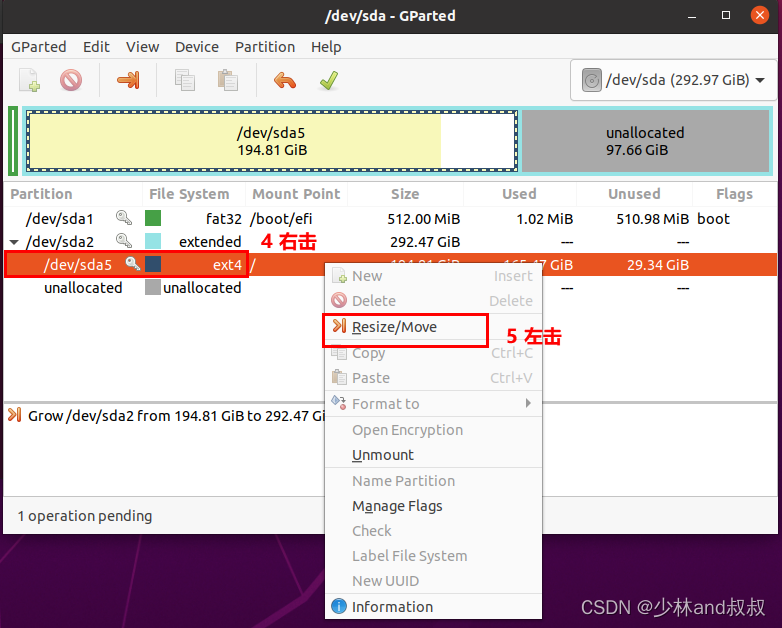 /dev/sda - GParted
GParted Edit View Device Partition Help
/dev/sda (292.97 GiB)
/dev/sda5
194.81 GiB
unallocated
97.66 GiB
Partition File System Mount Point Size Used Unused Flags
/dev/sda1 fat32 /boot/efi 512.00 MiB 1.02 MiB 510.98 MiB boot
/dev/sda2 extended 292.47 GiB --- ---
4 右击
/dev/sda5 ext4 / 194.81 GiB 165.47 GiB 29.34 GiB
unallocated unallocated --- ---
New Insert
Delete Delete
Resize/Move
5 左击
Copy Ctrl+C
Paste Ctrl+V
Format to
Open Encryption
Unmount
Name Partition
Manage Flags
Check
Label File System
New UUID
Information
Grow /dev/sda2 from 194.81 GiB to 292.47 Gi
1 operation pending
CSDN @少林and叔叔